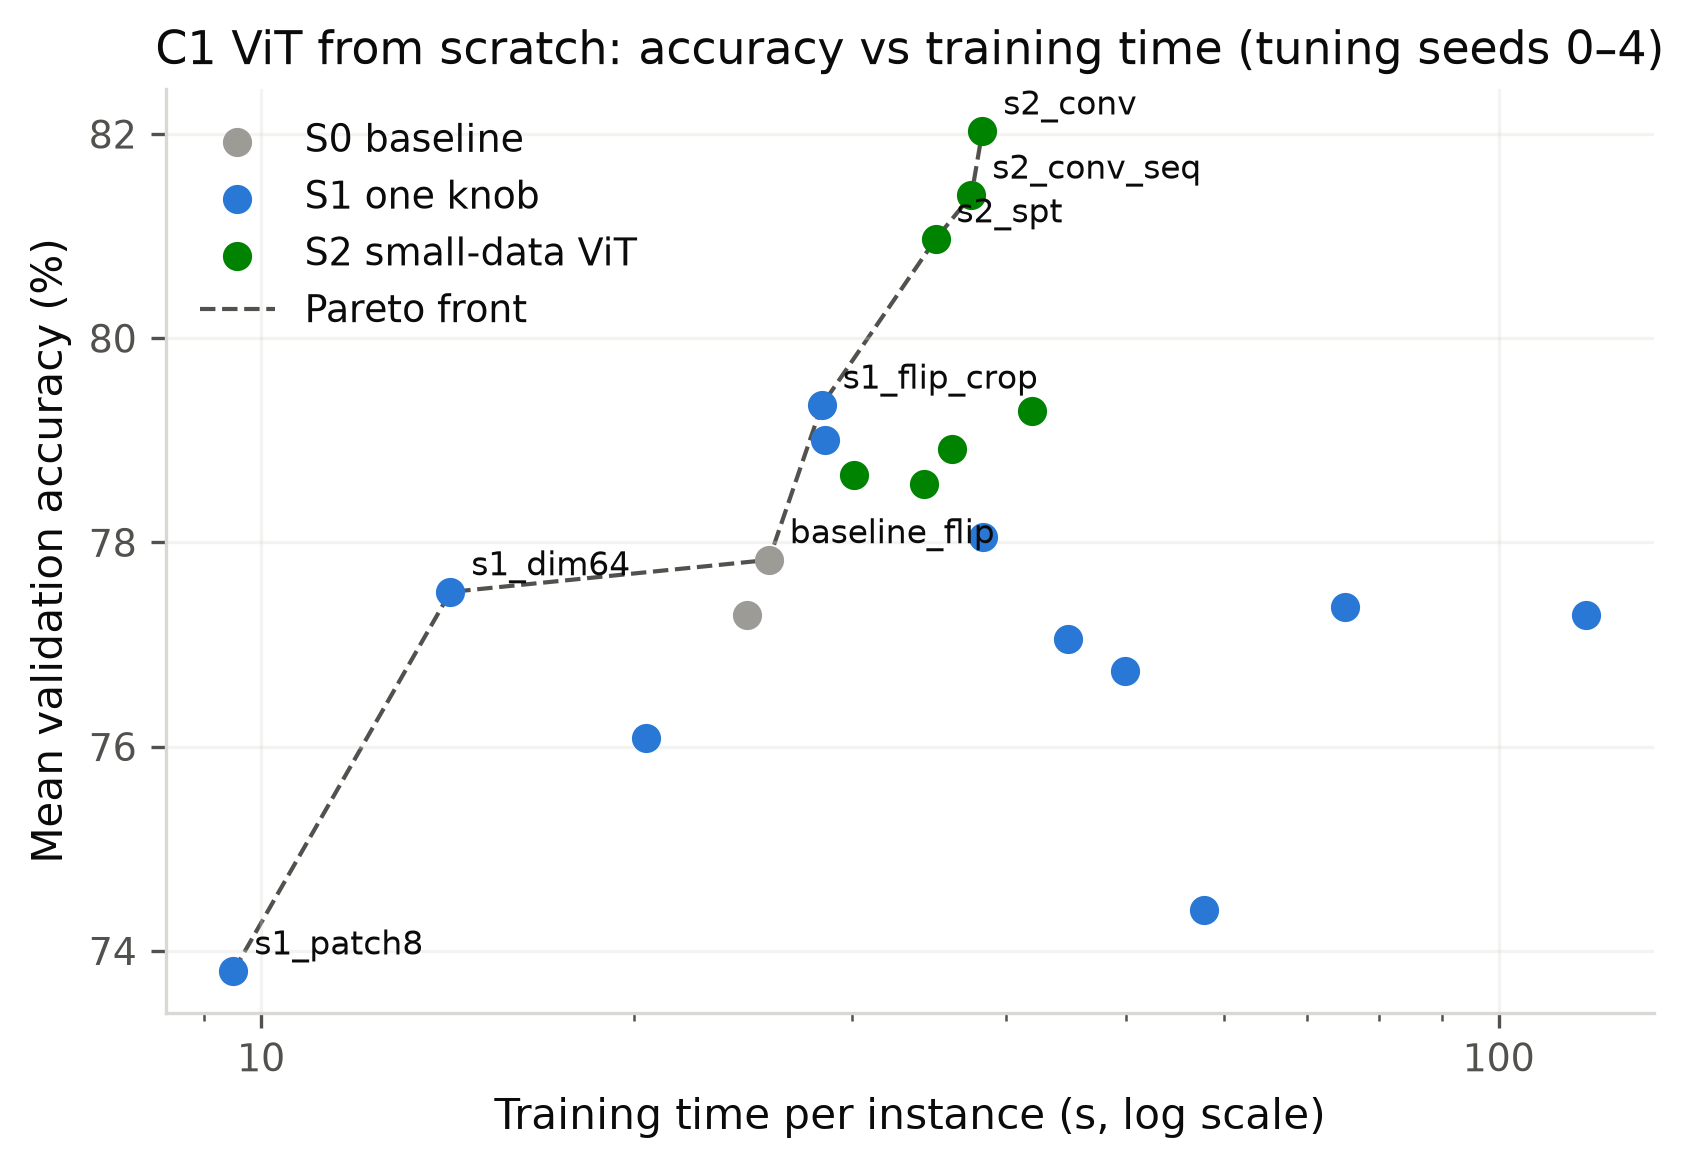 C1 ViT from scratch: accuracy vs training time (tuning seeds 0–4)
S0 baseline
S1 one knob
S2 small-data ViT
Pareto front
s2_conv
s2_conv_seq
s2_spt
s1_flip_crop
baseline_flip
s1_dim64
s1_patch8
82
80
78
76
74
Mean validation accuracy (%)
10
100
Training time per instance (s, log scale)